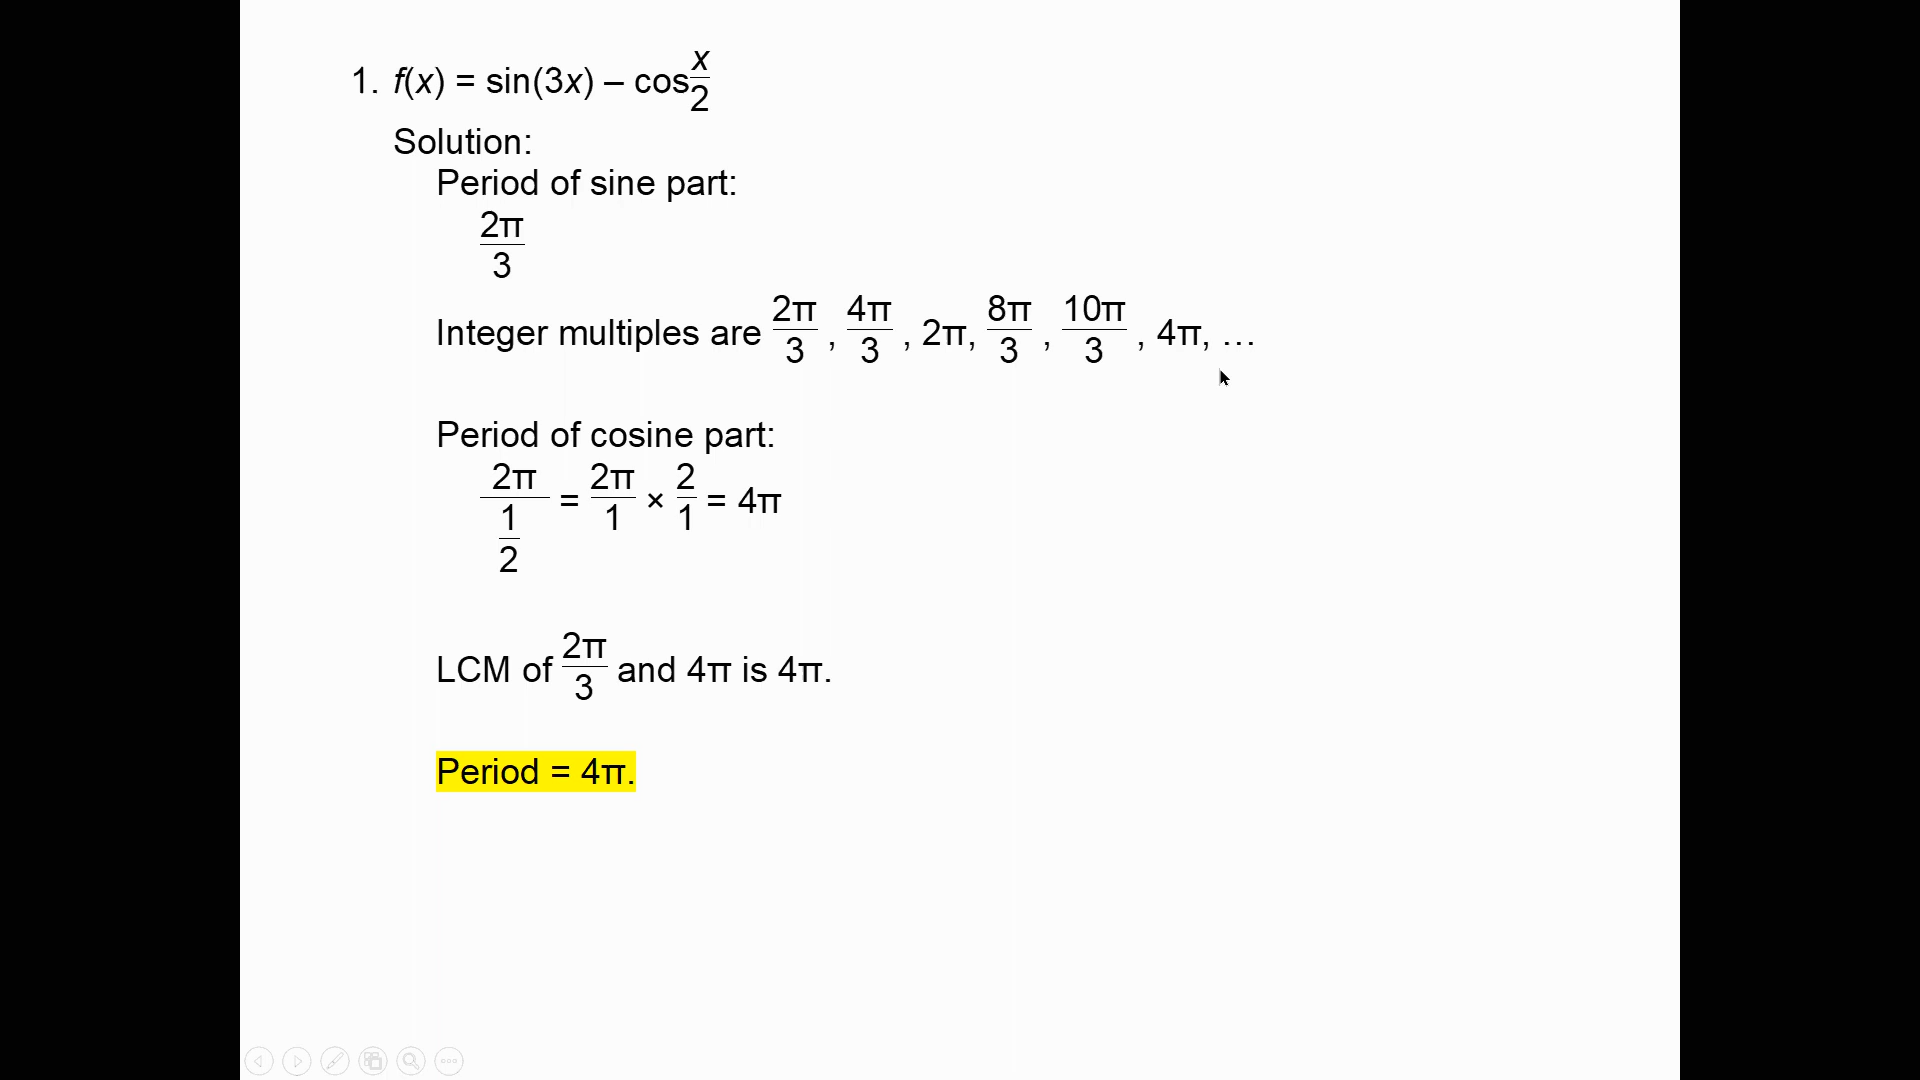 1. f(x) = sin(3x) – cos x/2
Solution:
Period of sine part:
2π/3
Integer multiples are 2π/3 , 4π/3 , 2π, 8π/3 , 10π/3 , 4π, …
Period of cosine part:
2π/(1/2) = 2π/1 × 2/1 = 4π
LCM of 2π/3 and 4π is 4π.
Period = 4π.